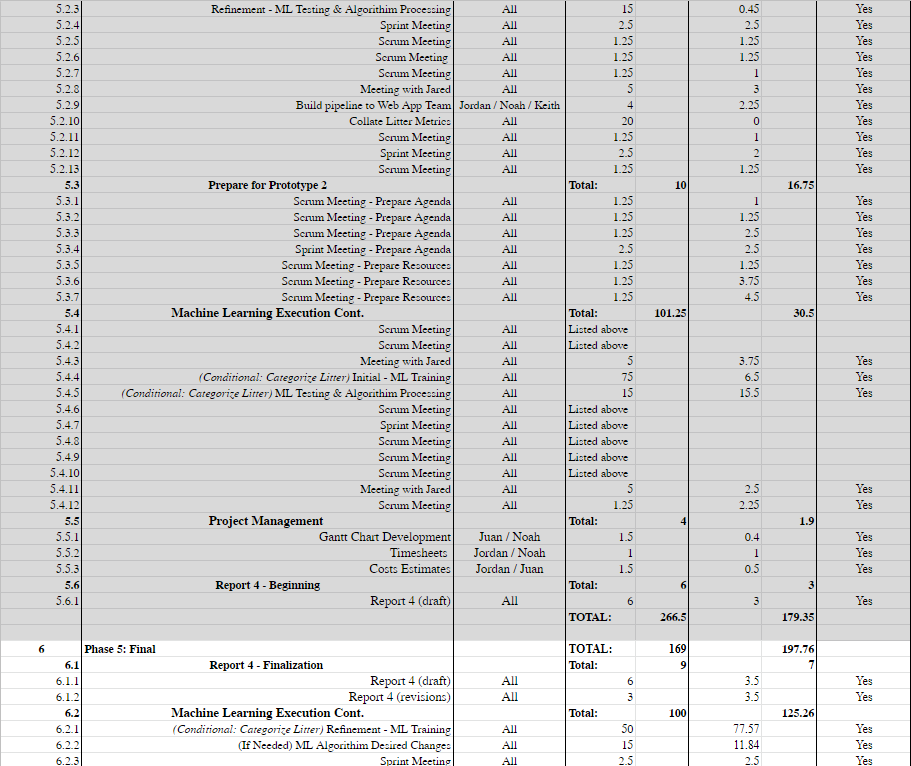 5.2.3 Refinement - ML Testing & Algorithim Processing All 15 0.45 Yes
5.2.4 Sprint Meeting All 2.5 2.5 Yes
5.2.5 Scrum Meeting All 1.25 1.25 Yes
5.2.6 Scrum Meeting All 1.25 1.25 Yes
5.2.7 Scrum Meeting All 1.25 1 Yes
5.2.8 Meeting with Jared All 5 3 Yes
5.2.9 Build pipeline to Web App Team Jordan / Noah / Keith 4 2.25 Yes
5.2.10 Collate Litter Metrics All 20 0 Yes
5.2.11 Scrum Meeting All 1.25 1 Yes
5.2.12 Sprint Meeting All 2.5 2 Yes
5.2.13 Scrum Meeting All 1.25 1.25 Yes
5.3 Prepare for Prototype 2 Total: 10 16.75
5.3.1 Scrum Meeting - Prepare Agenda All 1.25 1 Yes
5.3.2 Scrum Meeting - Prepare Agenda All 1.25 1.25 Yes
5.3.3 Scrum Meeting - Prepare Agenda All 1.25 2.5 Yes
5.3.4 Sprint Meeting - Prepare Agenda All 2.5 2.5 Yes
5.3.5 Scrum Meeting - Prepare Resources All 1.25 1.25 Yes
5.3.6 Scrum Meeting - Prepare Resources All 1.25 3.75 Yes
5.3.7 Scrum Meeting - Prepare Resources All 1.25 4.5 Yes
5.4 Machine Learning Execution Cont. Total: 101.25 30.5
5.4.1 Scrum Meeting All Listed above
5.4.2 Scrum Meeting All Listed above
5.4.3 Meeting with Jared All 5 3.75 Yes
5.4.4 (Conditional: Categorize Litter) Initial - ML Training All 75 6.5 Yes
5.4.5 (Conditional: Categorize Litter) ML Testing & Algorithim Processing All 15 15.5 Yes
5.4.6 Scrum Meeting All Listed above
5.4.7 Sprint Meeting All Listed above
5.4.8 Scrum Meeting All Listed above
5.4.9 Scrum Meeting All Listed above
5.4.10 Scrum Meeting All Listed above
5.4.11 Meeting with Jared All 5 2.5 Yes
5.4.12 Scrum Meeting All 1.25 2.25 Yes
5.5 Project Management Total: 4 1.9
5.5.1 Gantt Chart Development Juan / Noah 1.5 0.4 Yes
5.5.2 Timesheets Jordan / Noah 1 1 Yes
5.5.3 Costs Estimates Jordan / Juan 1.5 0.5 Yes
5.6 Report 4 - Beginning Total: 6 3
5.6.1 Report 4 (draft) All 6 3 Yes
TOTAL: 266.5 179.35
6 Phase 5: Final TOTAL: 169 197.76
6.1 Report 4 - Finalization Total: 9 7
6.1.1 Report 4 (draft) All 6 3.5 Yes
6.1.2 Report 4 (revisions) All 3 3.5 Yes
6.2 Machine Learning Execution Cont. Total: 100 125.26
6.2.1 (Conditional: Categorize Litter) Refinement - ML Training All 50 77.57 Yes
6.2.2 (If Needed) ML Algorithim Desired Changes All 15 11.84 Yes
6.2.3 Sprint Meeting All 2.5 2.5 Yes